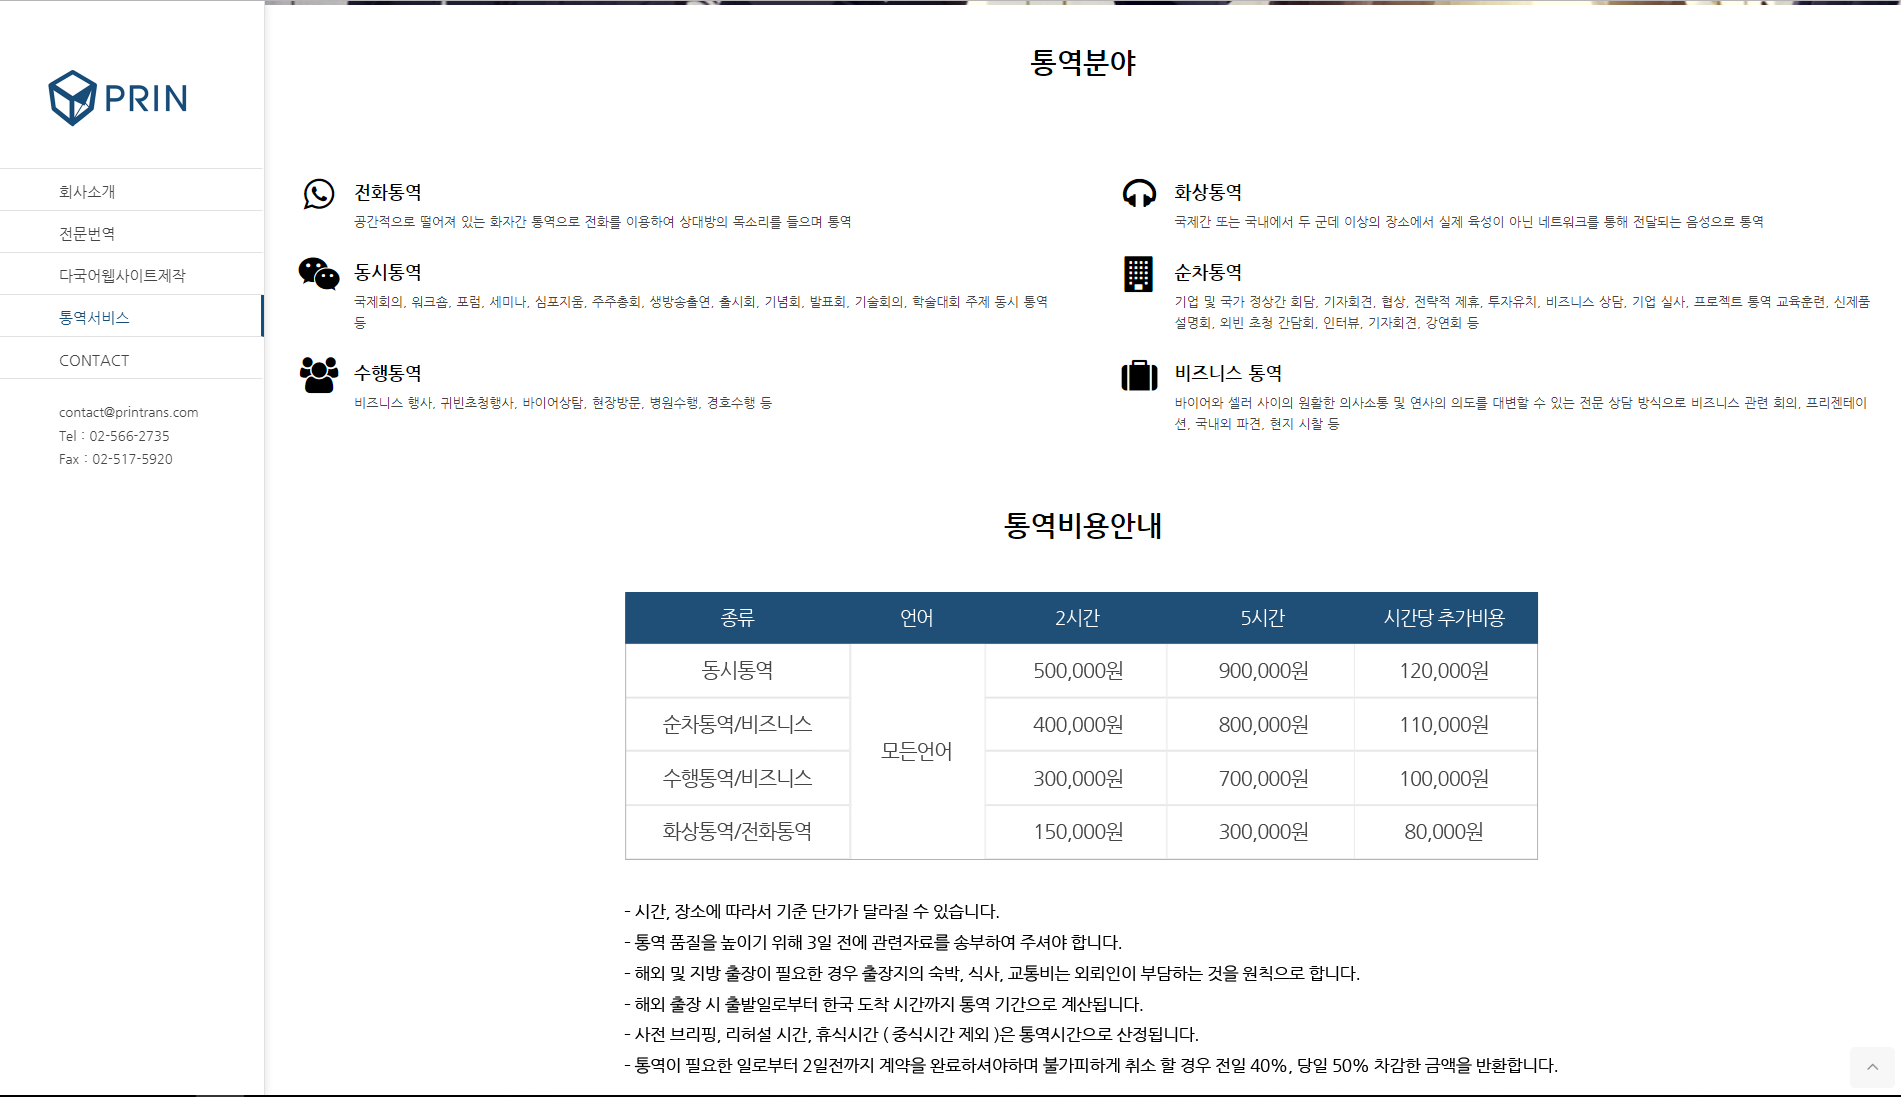 PRIN
회사소개
전문번역
다국어웹사이트제작
통역서비스
CONTACT
contact@printrans.com
Tel : 02-566-2735
Fax : 02-517-5920
통역분야
전화통역
공간적으로 떨어져 있는 화자간 통역으로 전화를 이용하여 상대방의 목소리를 들으며 통역
화상통역
국제간 또는 국내에서 두 군데 이상의 장소에서 실제 육성이 아닌 네트워크를 통해 전달되는 음성으로 통역
동시통역
국제회의, 워크숍, 포럼, 세미나, 심포지움, 주주총회, 생방송출연, 출시회, 기념회, 발표회, 기술회의, 학술대회 주제 동시 통역
등
순차통역
기업 및 국가 정상간 회담, 기자회견, 협상, 전략적 제휴, 투자유치, 비즈니스 상담, 기업 실사, 프로젝트 통역 교육훈련, 신제품
설명회, 외빈 초청 간담회, 인터뷰, 기자회견, 강연회 등
수행통역
비즈니스 행사, 귀빈초청행사, 바이어상탐, 현장방문, 병원수행, 경호수행 등
비즈니스 통역
바이어와 셀러 사이의 원활한 의사소통 및 연사의 의도를 대변할 수 있는 전문 상담 방식으로 비즈니스 관련 회의, 프리젠테이
션, 국내외 파견, 현지 시찰 등
통역비용안내
종류 언어 2시간 5시간 시간당 추가비용
동시통역 500,000원 900,000원 120,000원
순차통역/비즈니스 400,000원 800,000원 110,000원
모든언어
수행통역/비즈니스 300,000원 700,000원 100,000원
화상통역/전화통역 150,000원 300,000원 80,000원
- 시간, 장소에 따라서 기준 단가가 달라질 수 있습니다.
- 통역 품질을 높이기 위해 3일 전에 관련자료를 송부하여 주셔야 합니다.
- 해외 및 지방 출장이 필요한 경우 출장지의 숙박, 식사, 교통비는 외뢰인이 부담하는 것을 원칙으로 합니다.
- 해외 출장 시 출발일로부터 한국 도착 시간까지 통역 기간으로 계산됩니다.
- 사전 브리핑, 리허설 시간, 휴식시간 ( 중식시간 제외 )은 통역시간으로 산정됩니다.
- 통역이 필요한 일로부터 2일전까지 계약을 완료하셔야하며 불가피하게 취소 할 경우 전일 40%, 당일 50% 차감한 금액을 반환합니다.